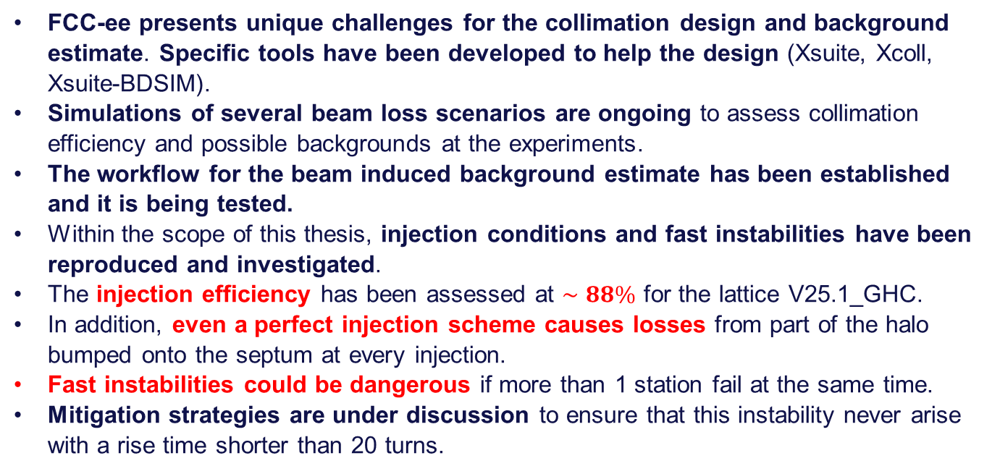 • FCC-ee presents unique challenges for the collimation design and background
estimate. Specific tools have been developed to help the design (Xsuite, Xcoll,
Xsuite-BDSIM).
• Simulations of several beam loss scenarios are ongoing to assess collimation
efficiency and possible backgrounds at the experiments.
• The workflow for the beam induced background estimate has been established
and it is being tested.
• Within the scope of this thesis, injection conditions and fast instabilities have been
reproduced and investigated.
• The injection efficiency has been assessed at ~ 88% for the lattice V25.1_GHC.
• In addition, even a perfect injection scheme causes losses from part of the halo
bumped onto the septum at every injection.
• Fast instabilities could be dangerous if more than 1 station fail at the same time.
• Mitigation strategies are under discussion to ensure that this instability never arise
with a rise time shorter than 20 turns.